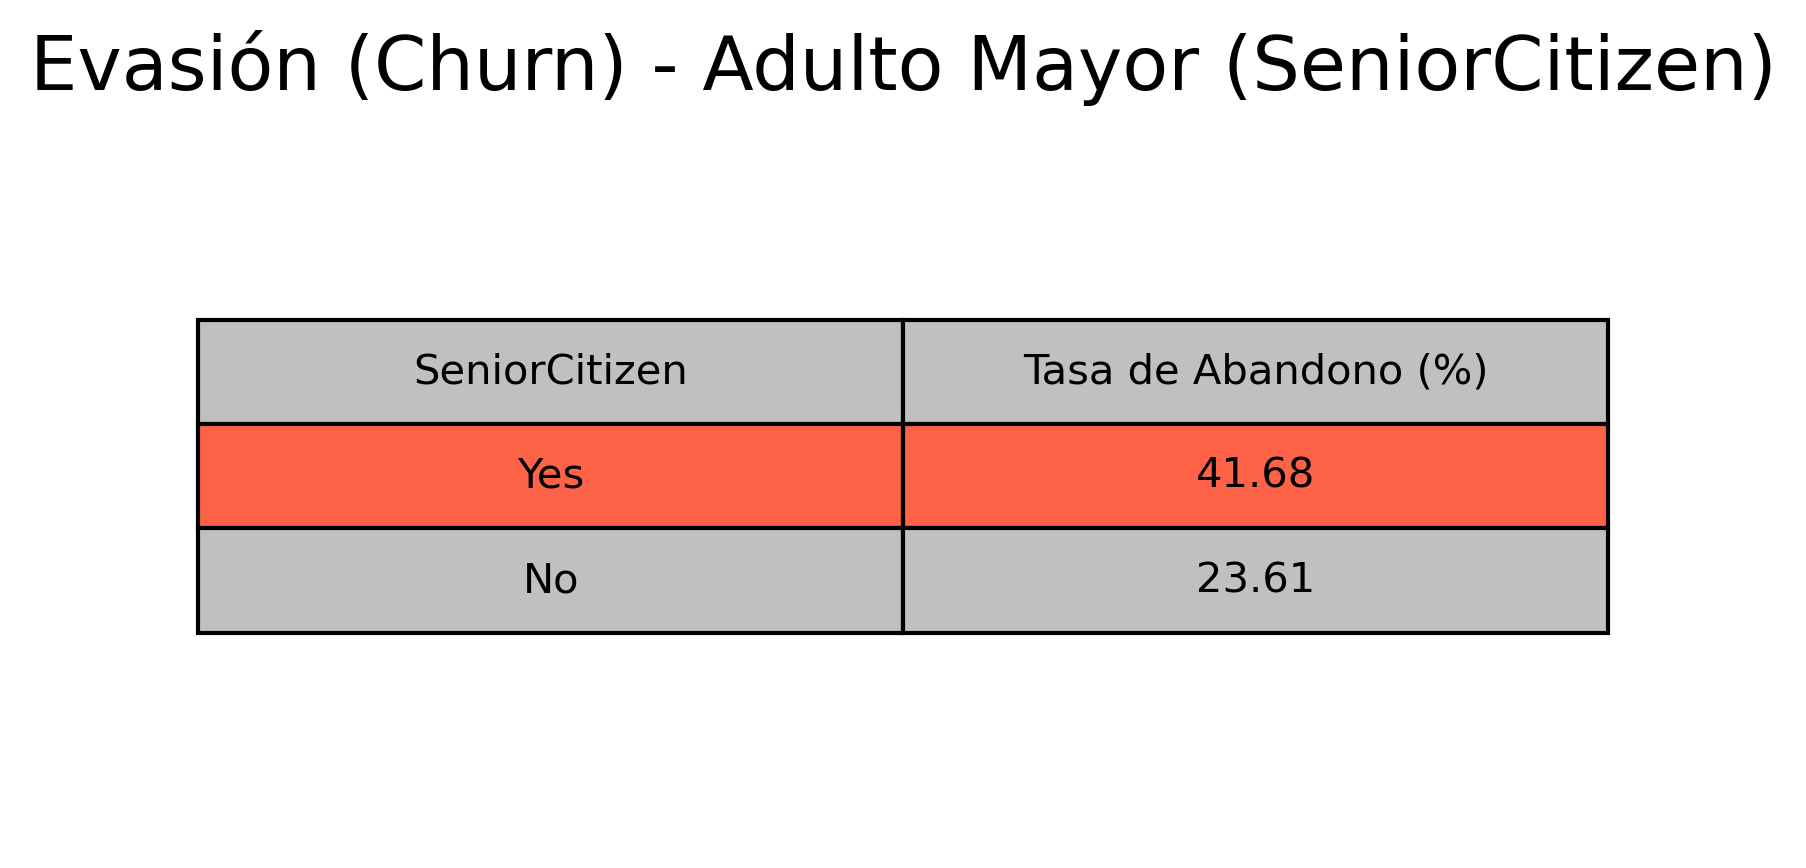 Evasión (Churn) - Adulto Mayor (SeniorCitizen)
SeniorCitizen Tasa de Abandono (%)
Yes 41.68
No 23.61